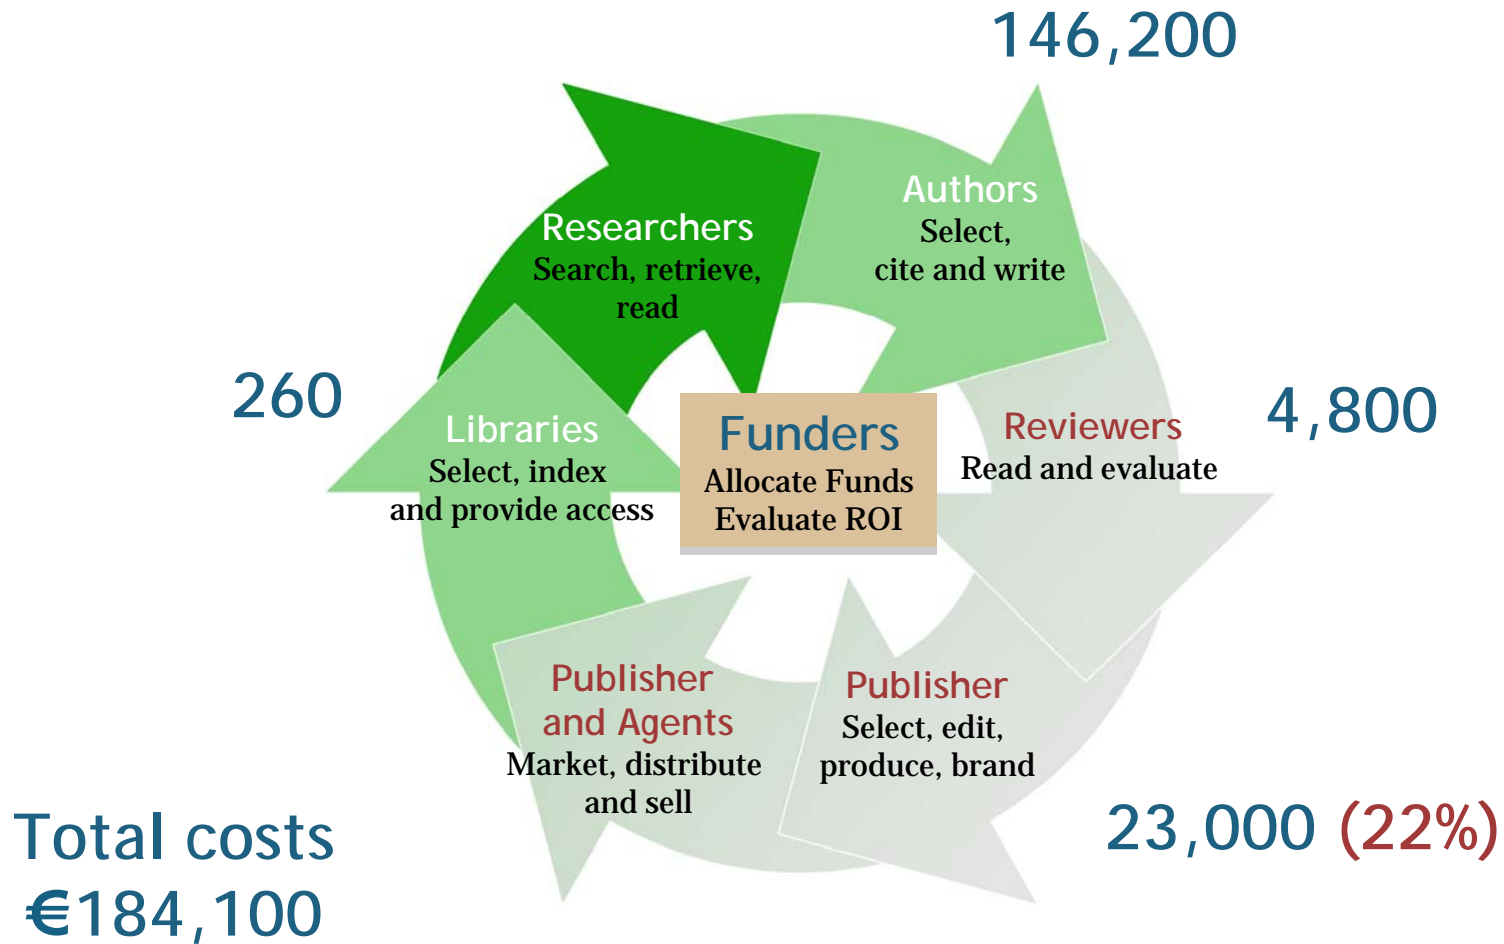 146,200
Authors
Select,
cite and write
Researchers
Search, retrieve,
read
260
4,800
Libraries
Select, index
and provide access
Funders
Allocate Funds
Evaluate ROI
Reviewers
Read and evaluate
Publisher
and Agents
Market, distribute
and sell
Publisher
Select, edit,
produce, brand
23,000 (22%)
Total costs
€184,100